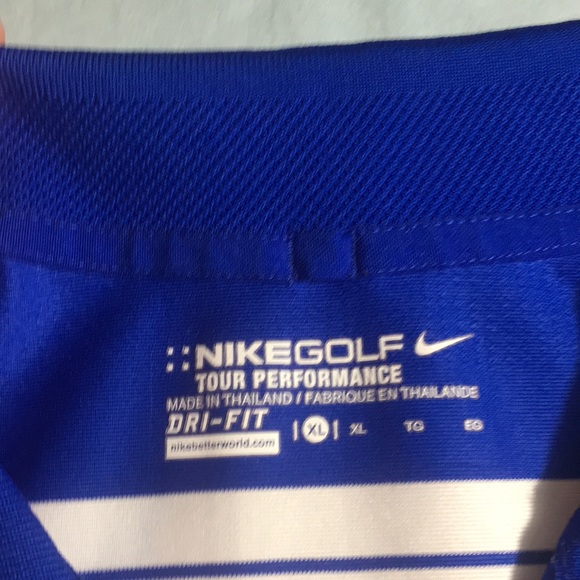 NIKEGOLF
TOUR PERFORMANCE
MADE IN THAILAND / FABRIQUE EN THAILANDE
DRI-FIT |XL| XL TG EG
nikebetterworld.com